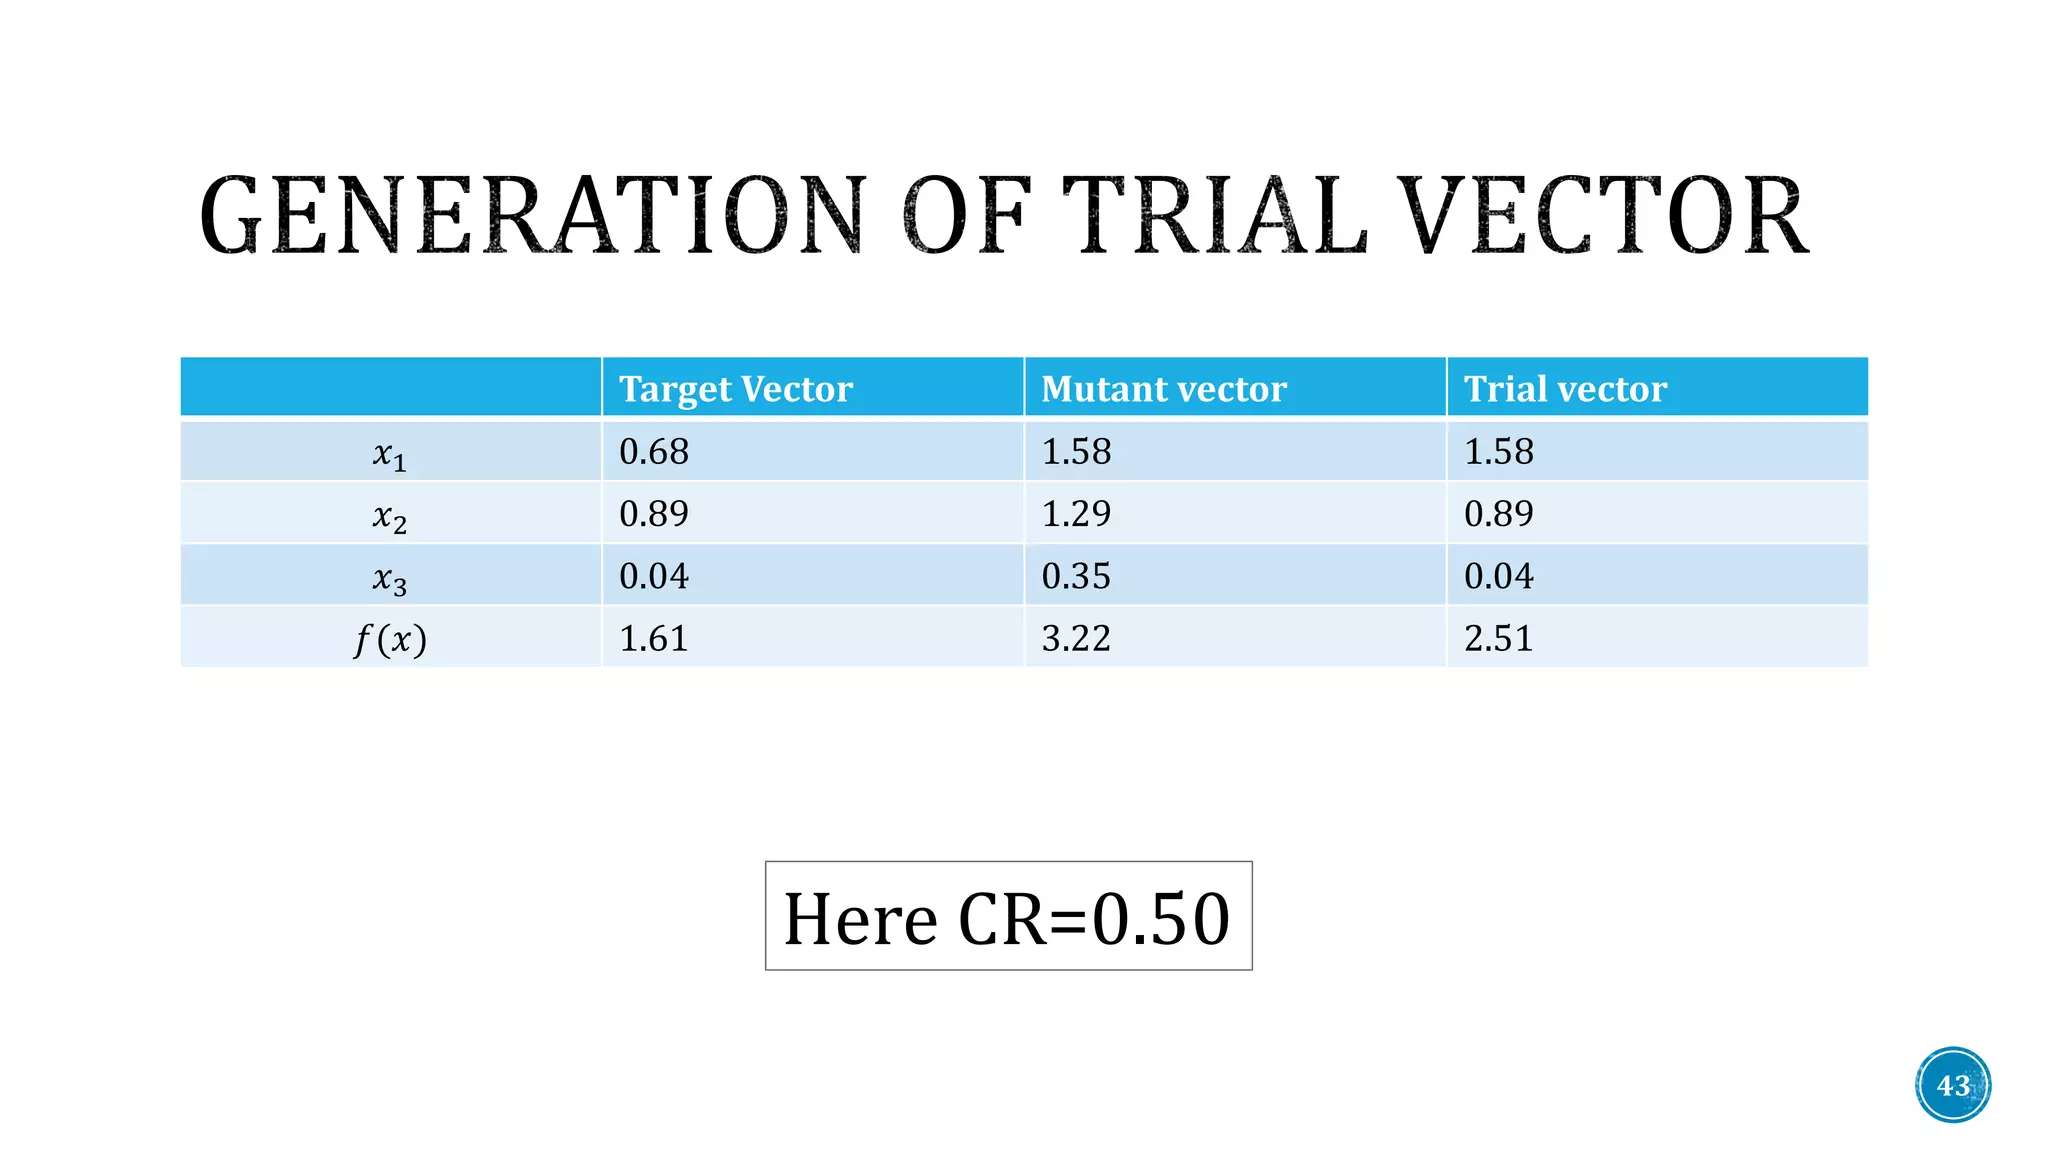 GENERATION OF TRIAL VECTOR
Target Vector Mutant vector Trial vector
x₁ 0.68 1.58 1.58
x₂ 0.89 1.29 0.89
x₃ 0.04 0.35 0.04
f(x) 1.61 3.22 2.51
Here CR=0.50
43